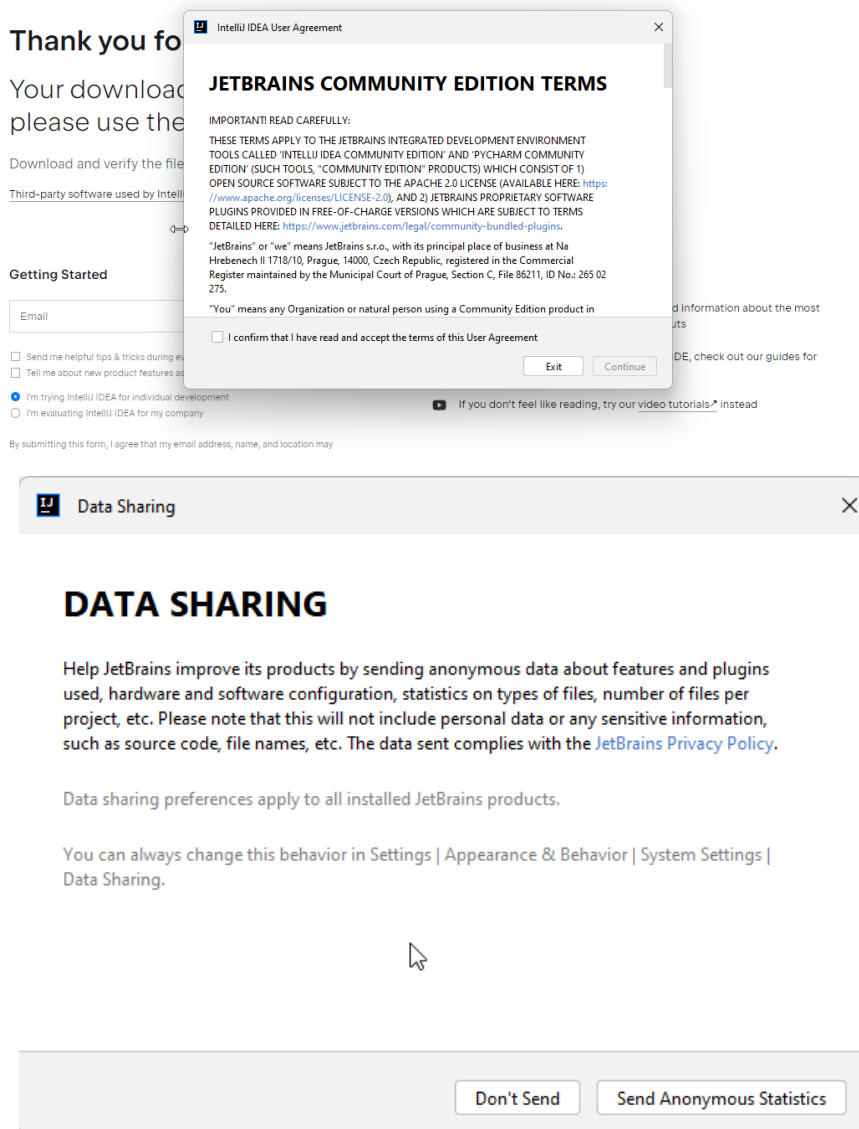 IntelliJ IDEA User Agreement
Thank you fo
Your download
please use the
Download and verify the file
Third-party software used by Intelli
JETBRAINS COMMUNITY EDITION TERMS
IMPORTANT! READ CAREFULLY:
THESE TERMS APPLY TO THE JETBRAINS INTEGRATED DEVELOPMENT ENVIRONMENT
TOOLS CALLED 'INTELLIJ IDEA COMMUNITY EDITION' AND 'PYCHARM COMMUNITY
EDITION' (SUCH TOOLS, "COMMUNITY EDITION" PRODUCTS) WHICH CONSIST OF 1)
OPEN SOURCE SOFTWARE SUBJECT TO THE APACHE 2.0 LICENSE (AVAILABLE HERE: https:
//www.apache.org/licenses/LICENSE-2.0), AND 2) JETBRAINS PROPRIETARY SOFTWARE
PLUGINS PROVIDED IN FREE-OF-CHARGE VERSIONS WHICH ARE SUBJECT TO TERMS
DETAILED HERE: https://www.jetbrains.com/legal/community-bundled-plugins.
"JetBrains" or "we" means JetBrains s.r.o., with its principal place of business at Na
Hrebenech II 1718/10, Prague, 14000, Czech Republic, registered in the Commercial
Register maintained by the Municipal Court of Prague, Section C, File 86211, ID No.: 265 02
275.
"You" means any Organization or natural person using a Community Edition product in
I confirm that I have read and accept the terms of this User Agreement
Exit
Continue
Getting Started
Email
Send me helpful tips & tricks during ev
Tell me about new product features as
I'm trying IntelliJ IDEA for individual development
I'm evaluating IntelliJ IDEA for my company
By submitting this form, I agree that my email address, name, and location may
d information about the most
uts
DE, check out our guides for
If you don't feel like reading, try our video tutorials↗ instead
IJ
Data Sharing
DATA SHARING
Help JetBrains improve its products by sending anonymous data about features and plugins
used, hardware and software configuration, statistics on types of files, number of files per
project, etc. Please note that this will not include personal data or any sensitive information,
such as source code, file names, etc. The data sent complies with the JetBrains Privacy Policy.
Data sharing preferences apply to all installed JetBrains products.
You can always change this behavior in Settings | Appearance & Behavior | System Settings |
Data Sharing.
Don't Send
Send Anonymous Statistics